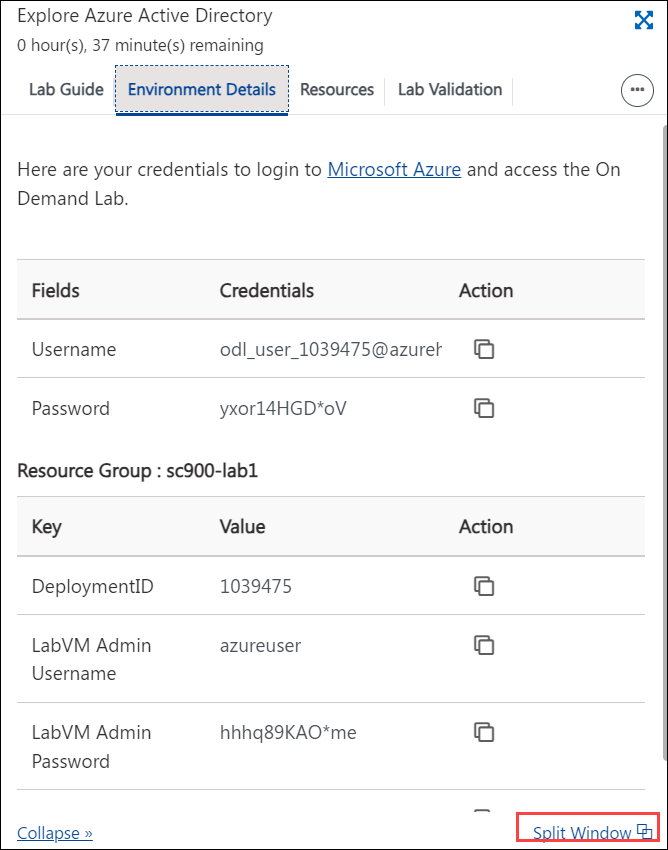 Explore Azure Active Directory
0 hour(s), 37 minute(s) remaining
Lab Guide Environment Details Resources Lab Validation
Here are your credentials to login to Microsoft Azure and access the On
Demand Lab.
Fields Credentials Action
Username odl_user_1039475@azureh
Password yxor14HGD*oV
Resource Group : sc900-lab1
Key Value Action
DeploymentID 1039475
LabVM Admin azureuser
Username
LabVM Admin hhhq89KAO*me
Password
Collapse » Split Window